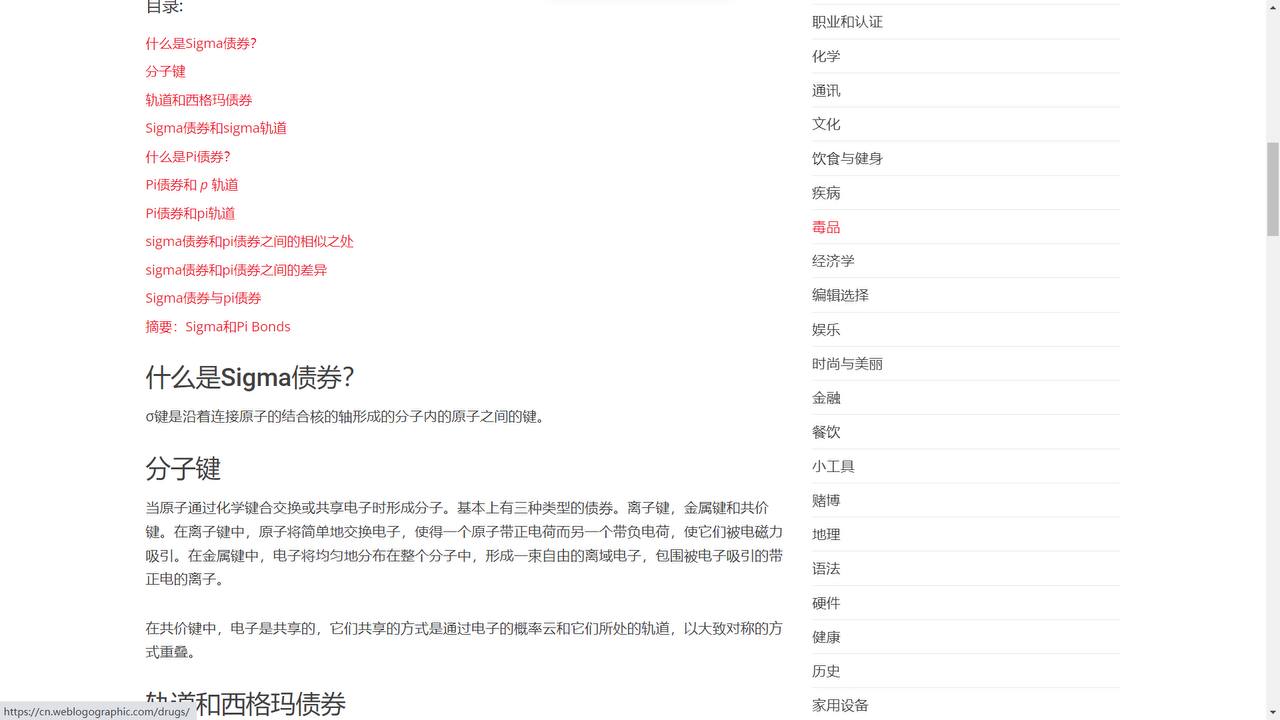 目录:
什么是Sigma债券?
分子键
轨道和西格玛债券
Sigma债券和sigma轨道
什么是Pi债券?
Pi债券和 p 轨道
Pi债券和pi轨道
sigma债券和pi债券之间的相似之处
sigma债券和pi债券之间的差异
Sigma债券与pi债券
摘要：Sigma和Pi Bonds
什么是Sigma债券?
σ键是沿着连接原子的结合核的轴形成的分子内的原子之间的键。
分子键
当原子通过化学键合交换或共享电子时形成分子。基本上有三种类型的债券。离子键，金属键和共价
键。在离子键中，原子将简单地交换电子，使得一个原子带正电荷而另一个带负电荷，使它们被电磁力
吸引。在金属键中，电子将均匀地分布在整个分子中，形成一束自由的离域电子，包围被电子吸引的带
正电的离子。
在共价键中，电子是共享的，它们共享的方式是通过电子的概率云和它们所处的轨道，以大致对称的方
式重叠。
轨道和西格玛债券
职业和认证
化学
通讯
文化
饮食与健身
疾病
毒品
经济学
编辑选择
娱乐
时尚与美丽
金融
餐饮
小工具
赌博
地理
语法
硬件
健康
历史
家用设备
https://cn.weblogographic.com/drugs/